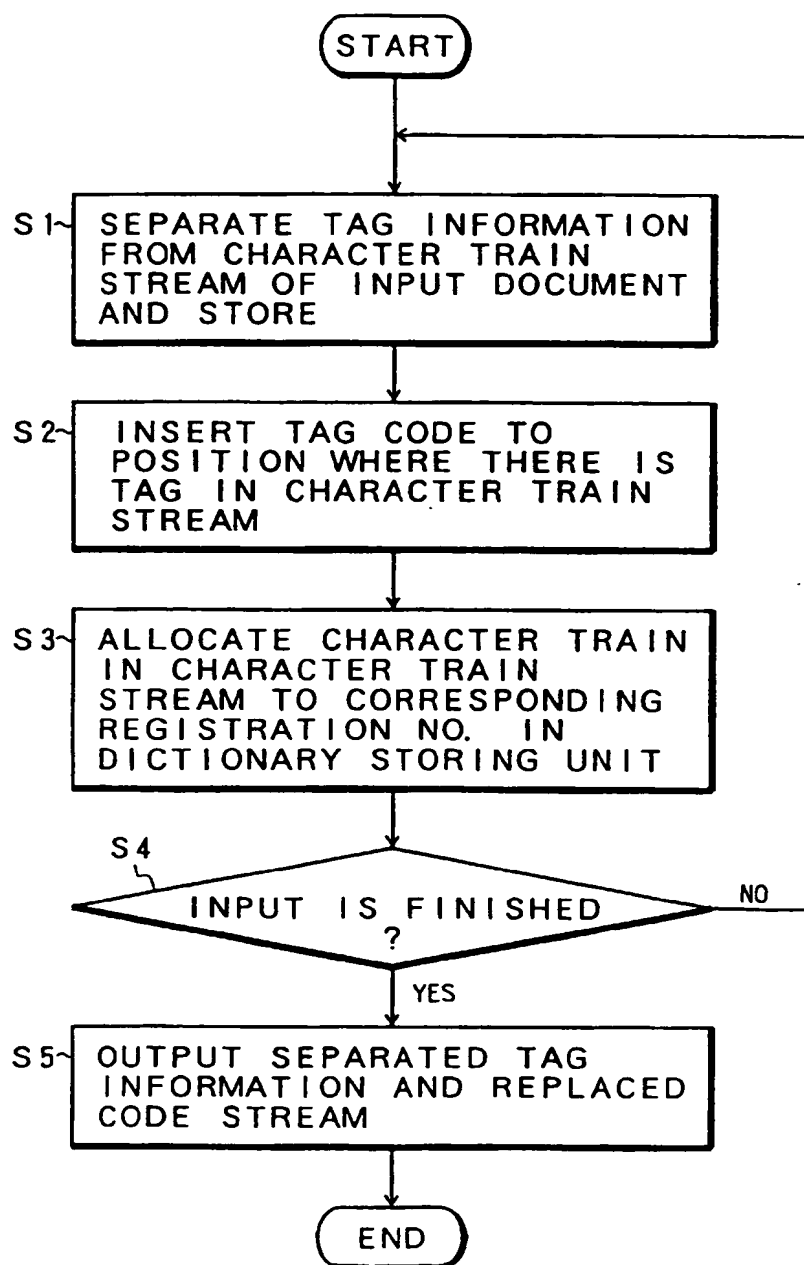 START
S1
SEPARATE TAG INFORMATION
FROM CHARACTER TRAIN
STREAM OF INPUT DOCUMENT
AND STORE
S2
INSERT TAG CODE TO
POSITION WHERE THERE IS
TAG IN CHARACTER TRAIN
STREAM
S3
ALLOCATE CHARACTER TRAIN
IN CHARACTER TRAIN
STREAM TO CORRESPONDING
REGISTRATION NO. IN
DICTIONARY STORING UNIT
S4
INPUT IS FINISHED
?
NO
YES
S5
OUTPUT SEPARATED TAG
INFORMATION AND REPLACED
CODE STREAM
END